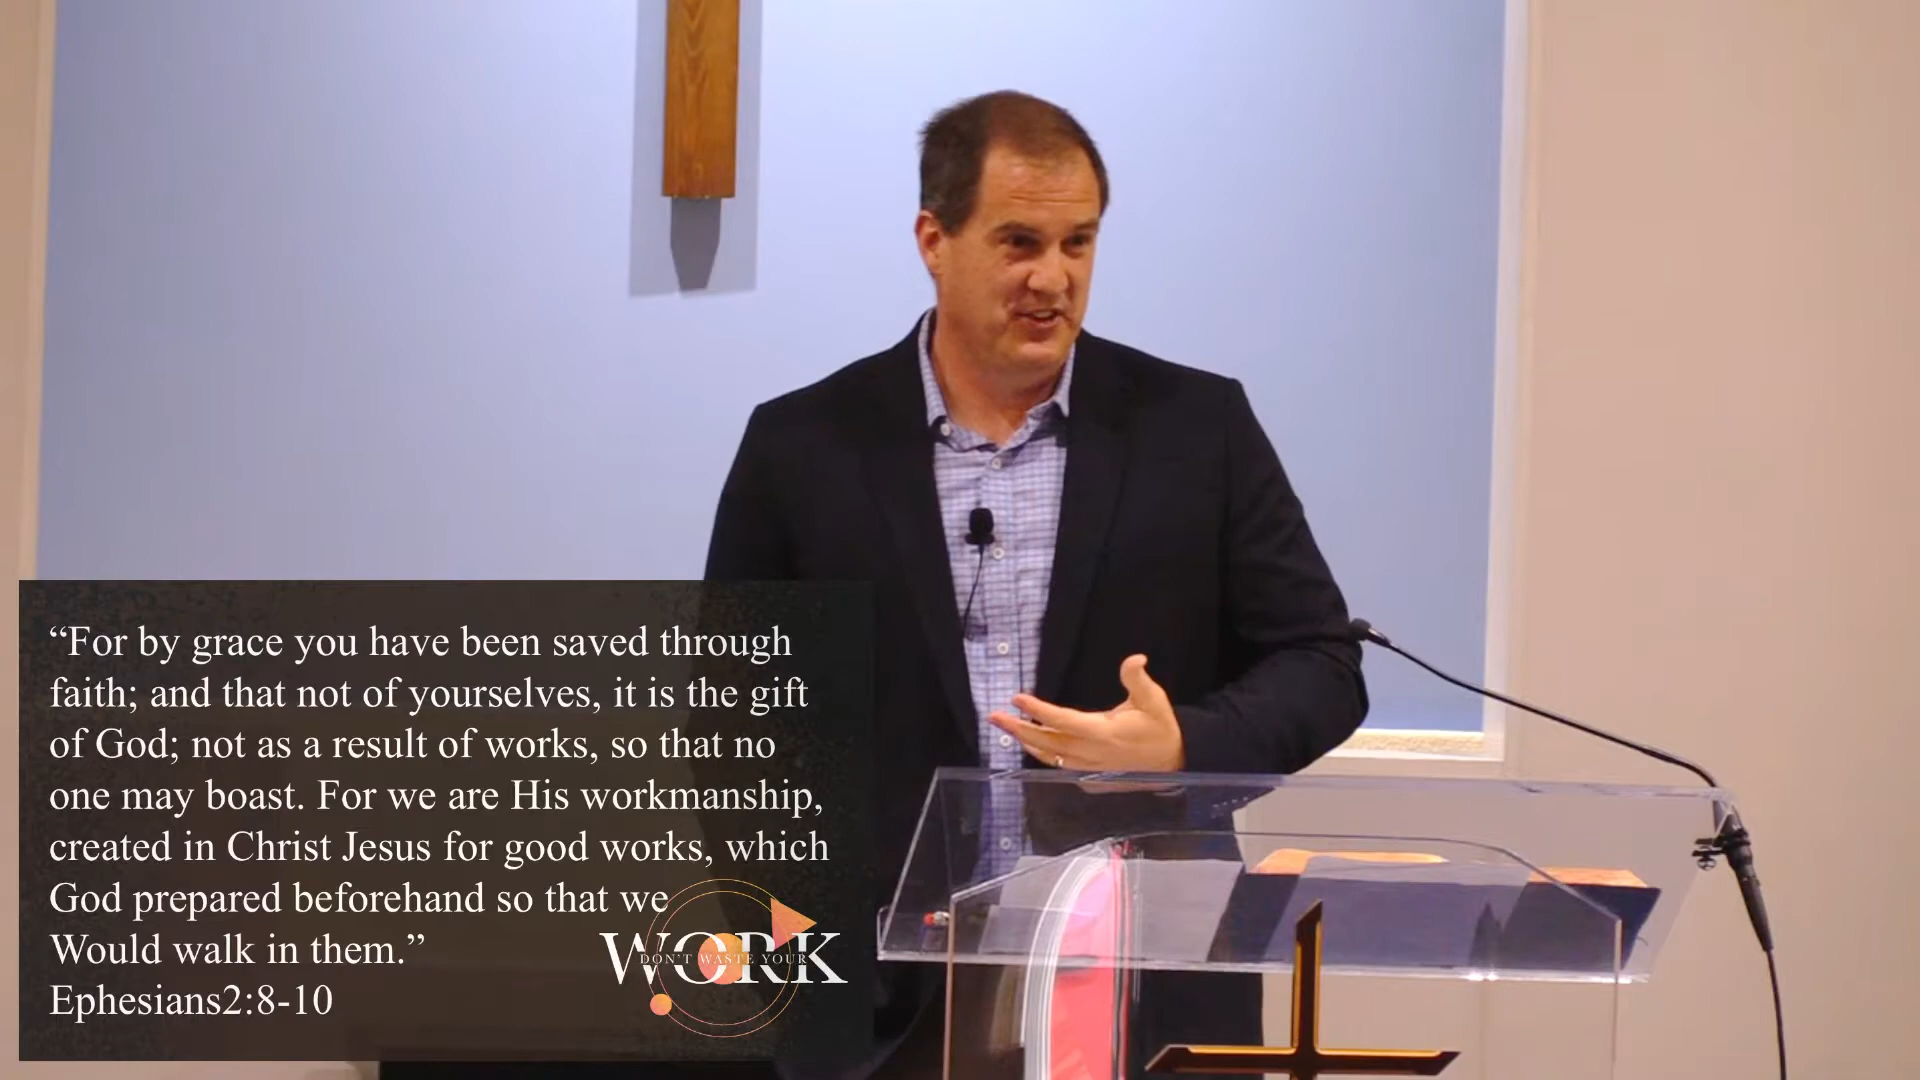 “For by grace you have been saved through
faith; and that not of yourselves, it is the gift
of God; not as a result of works, so that no
one may boast. For we are His workmanship,
created in Christ Jesus for good works, which
God prepared beforehand so that we
Would walk in them.”
Ephesians2:8-10
WORK
DON'T WASTE YOUR